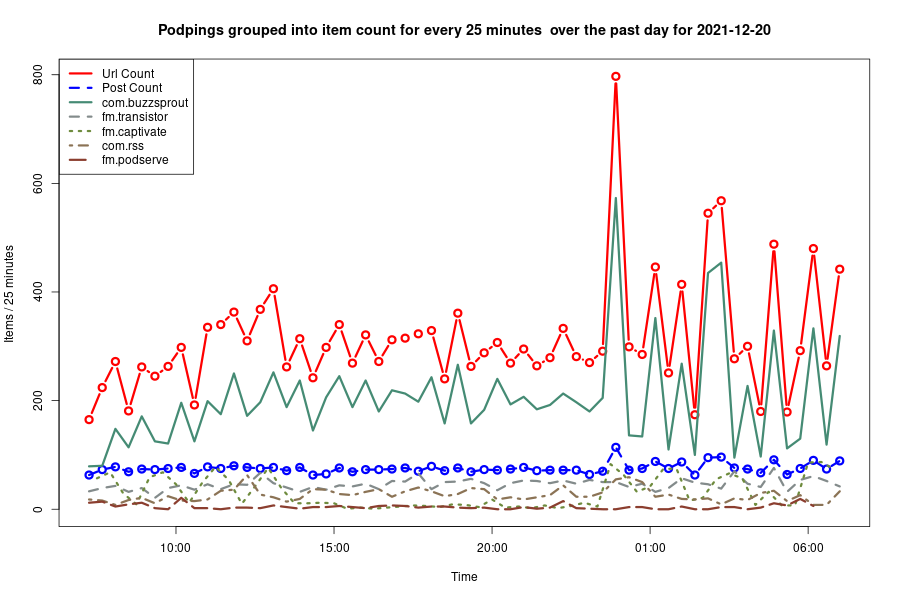 Podpings grouped into item count for every 25 minutes  over the past day for 2021-12-20
Url Count
Post Count
com.buzzsprout
fm.transistor
fm.captivate
com.rss
fm.podserve
Items / 25 minutes
800
600
400
200
0
10:00
15:00
20:00
01:00
06:00
Time